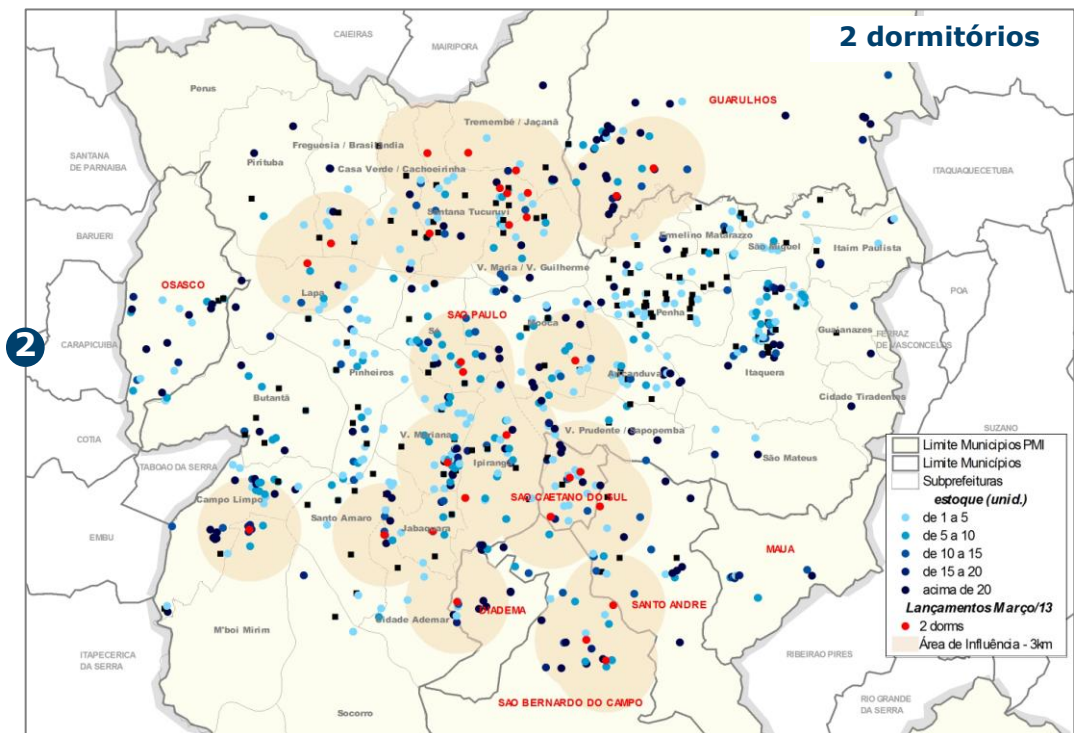 2 dormitórios
CAIEIRAS
MAIRIPORA
Perus
GUARULHOS
Tremembé / Jaçanã
SANTANA
DE PARNAIBA
Freguesia / Brasilândia
Pirituba
Casa Verde / Cachoeirinha
ITAQUAQUECETUBA
Santana Tucuruvi
BARUERI
Ermelino Matarazzo
São Miguel
Itaim Paulista
V. Maria / V. Guilherme
OSASCO
Lapa
POA
Penha
SAO PAULO
Sé
Mooca
Guaianazes
2
CARAPICUIBA
FERRAZ
DE VASCONCELOS
Pinheiros
Aricanduva
Itaquera
Butantã
Cidade Tiradentes
COTIA
V. Mariana
V. Prudente / Sapopemba
SUZANO
São Mateus
TABOAO DA SERRA
Ipiranga
Campo Limpo
SAO CAETANO DO SUL
Santo Amaro
Jabaquara
EMBU
MAUA
DIADEMA
SANTO ANDRE
Cidade Ademar
M'boi Mirim
ITAPECERICA
DA SERRA
RIBEIRAO PIRES
SAO BERNARDO DO CAMPO
Socorro
RIO GRANDE
DA SERRA
Limite Municipios PMI
Limite Municípios
Subprefeituras
estoque (unid.)
de 1 a 5
de 5 a 10
de 10 a 15
de 15 a 20
acima de 20
Lançamentos Março/13
2 dorms
Área de Influência - 3km